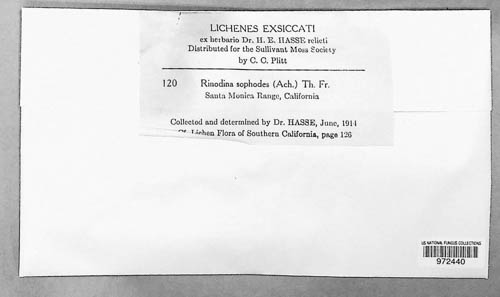 LICHENES EXSICCATI
ex herbario Dr. H. E. HASSE relicti
Distributed for the Sullivant Moss Society
by C. C. Plitt
120 Rinodina sophodes (Ach.) Th. Fr.
Santa Monica Range, California
Collected and determined by Dr. HASSE, June, 1914
Cf. Lichen Flora of Southern California, page 126
US NATIONAL FUNGUS COLLECTIONS
972440